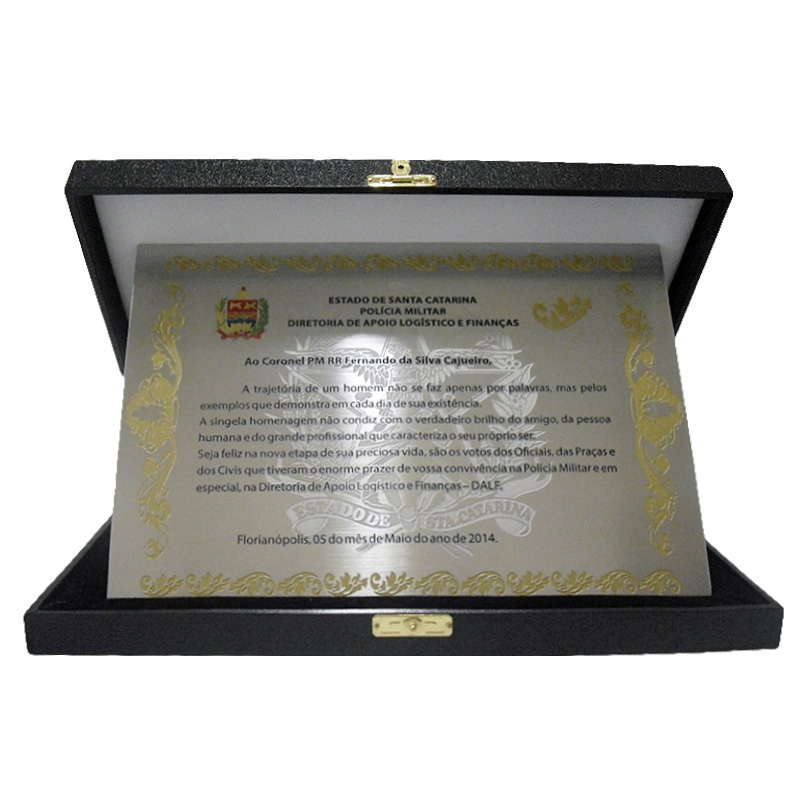 ESTADO DE SANTA CATARINA
POLÍCIA MILITAR
DIRETORIA DE APOIO LOGÍSTICO E FINANÇAS
Ao Coronel PM RR Fernando da Silva Cajueiro,
A trajetória de um homem não se faz apenas por palavras, mas pelos
exemplos que demonstra em cada dia de sua existência.
A singela homenagem não condiz com o verdadeiro brilho do amigo, da pessoa
humana e do grande profissional que caracteriza o seu próprio ser.
Seja feliz na nova etapa de sua preciosa vida, são os votos dos Oficiais, das Praças e
dos Civis que tiveram o enorme prazer de vossa convivência na Polícia Militar e em
especial, na Diretoria de Apoio Logístico e Finanças – DALF.
ESTADO DE STA. CATARINA
Florianópolis, 05 do mês de Maio do ano de 2014.